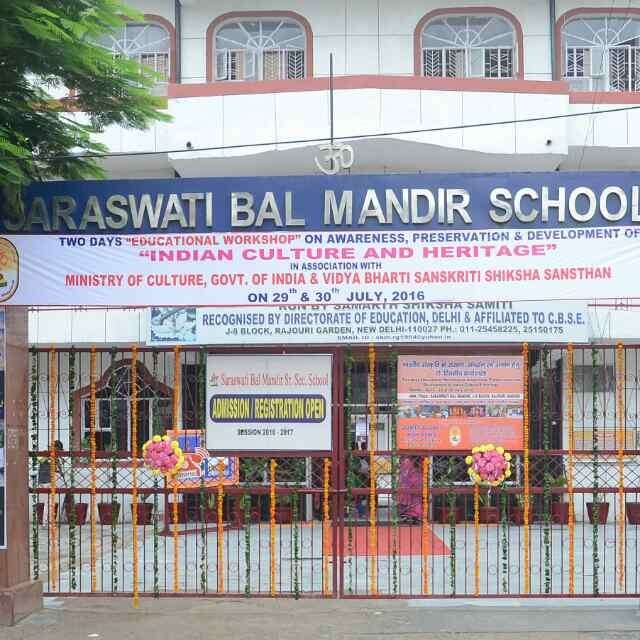 ॐ
SARASWATI BAL MANDIR SCHOOL
TWO DAYS "EDUCATIONAL WORKSHOP" ON AWARENESS, PRESERVATION & DEVELOPMENT OF
"INDIAN CULTURE AND HERITAGE"
IN ASSOCIATION WITH
MINISTRY OF CULTURE, GOVT. OF INDIA & VIDYA BHARTI SANSKRITI SHIKSHA SANSTHAN
ON 29th & 30th JULY, 2016
RUN BY SAMARTH SHIKSHA SAMITI
RECOGNISED BY DIRECTORATE OF EDUCATION, DELHI & AFFILIATED TO C.B.S.E.
J-8 BLOCK, RAJOURI GARDEN, NEW DELHI-110027 PH.: 011-25458225, 25150175
Saraswati Bal Mandir Sr. Sec. School
ADMISSION / REGISTRATION OPEN
SESSION 2016 - 2017